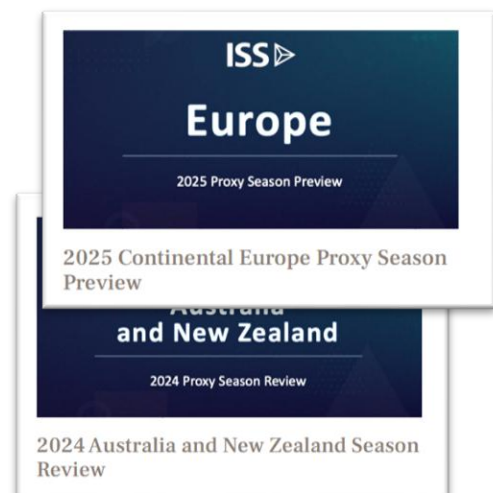 ISS
Europe
2025 Proxy Season Preview
2025 Continental Europe Proxy Season
Preview
Australia
and New Zealand
2024 Proxy Season Review
2024 Australia and New Zealand Season
Review